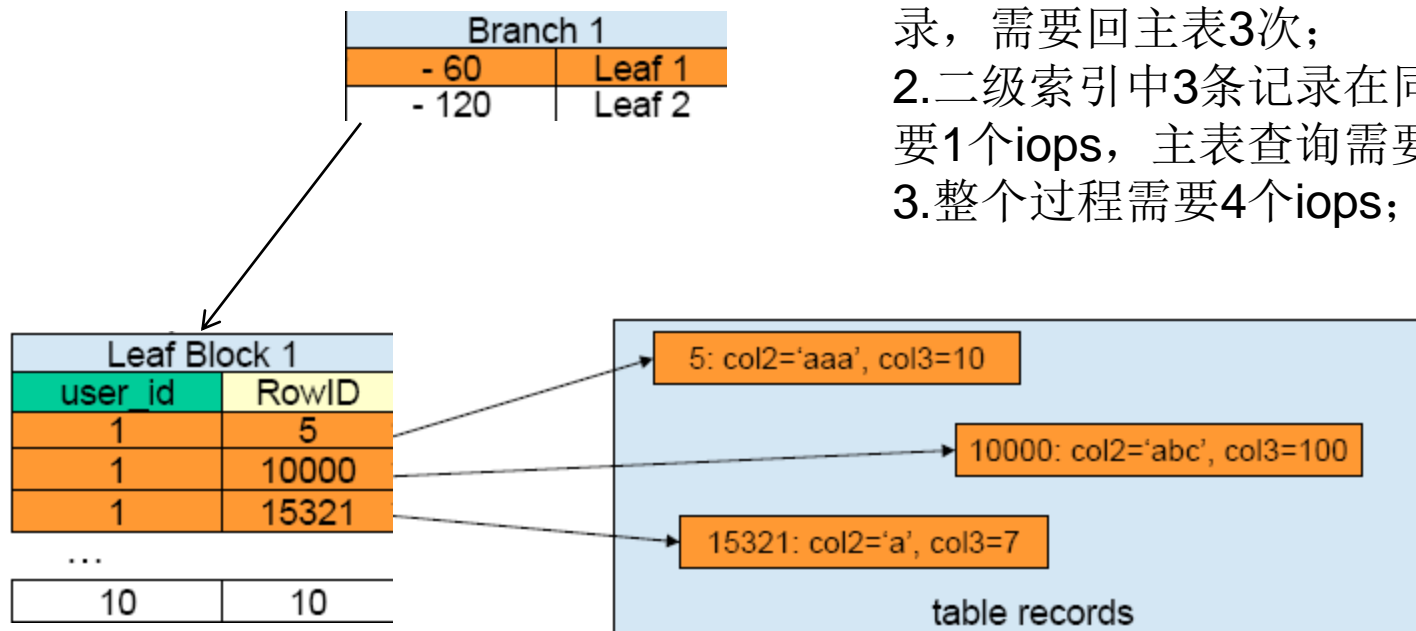 录，需要回主表3次；
2.二级索引中3条记录在
要1个iops，主表查询需
3.整个过程需要4个iops；
Branch 1
- 60 Leaf 1
- 120 Leaf 2
Leaf Block 1
user_id RowID
1 5
1 10000
1 15321
...
10 10
5: col2=‘aaa’, col3=10
10000: col2=‘abc’, col3=100
15321: col2=‘a’, col3=7
table records